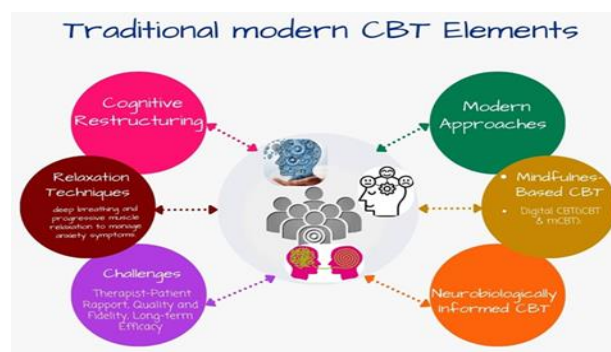 Traditional modern CBT Elements
Cognitive
Restructuring
Relaxation
Techniques
deep breathing and
progressive muscle
relaxation to manage
anxiety symptoms.
Challenges
Therapist-Patient
Rapport, Quality and
Fidelity, Long-term
Efficacy
Modern
Approaches
• Mindfulnes-
Based CBT
• Digital CBT(iCBT
& mCBT)
Neurobiologically
Informed CBT